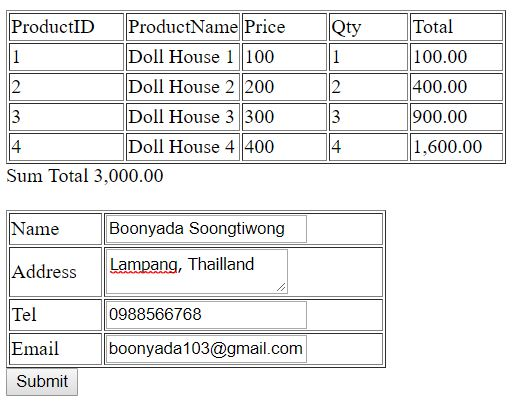 ProductID ProductName Price Qty Total
1 Doll House 1 100 1 100.00
2 Doll House 2 200 2 400.00
3 Doll House 3 300 3 900.00
4 Doll House 4 400 4 1,600.00
Sum Total 3,000.00
Name Boonyada Soongtiwong
Address Lampang, Thailland
Tel 0988566768
Email boonyada103@gmail.com
Submit